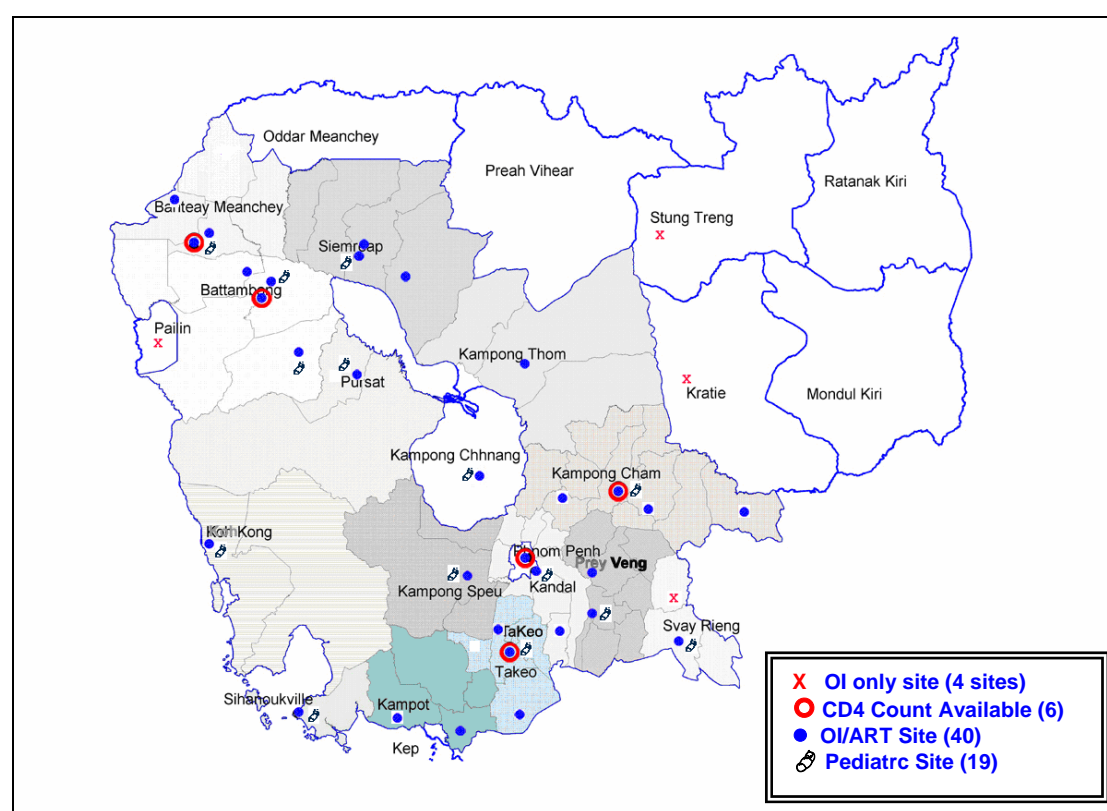 Oddar Meanchey
Preah Vihear
Ratanak Kiri
Banteay Meanchey
Stung Treng
x
Siemreap
Battambang
Pailin
x
Kampong Thom
x
Kratie
Pursat
Mondul Kiri
Kampong Chhnang
Kampong Cham
Koh Kong
Phnom Penh
Prey Veng
Kampong Speu
Kandal
x
TaKeo
Svay Rieng
Takeo
Sihanoukville
Kampot
Kep
X OI only site (4 sites)
CD4 Count Available (6)
OI/ART Site (40)
Pediatrc Site (19)